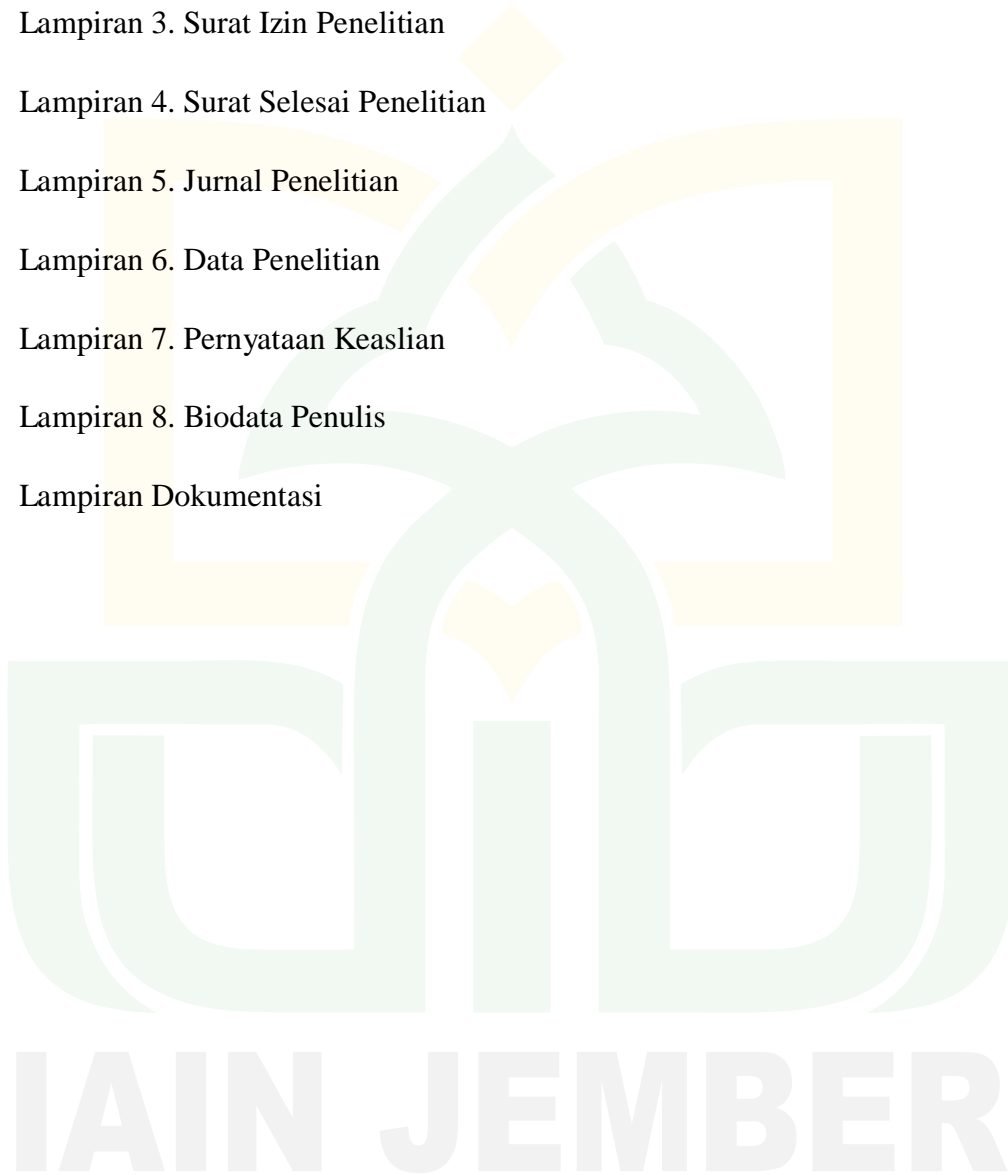 Lampiran 3. Surat Izin Penelitian
Lampiran 4. Surat Selesai Penelitian
Lampiran 5. Jurnal Penelitian
Lampiran 6. Data Penelitian
Lampiran 7. Pernyataan Keaslian
Lampiran 8. Biodata Penulis
Lampiran Dokumentasi
IAIN JEMBER